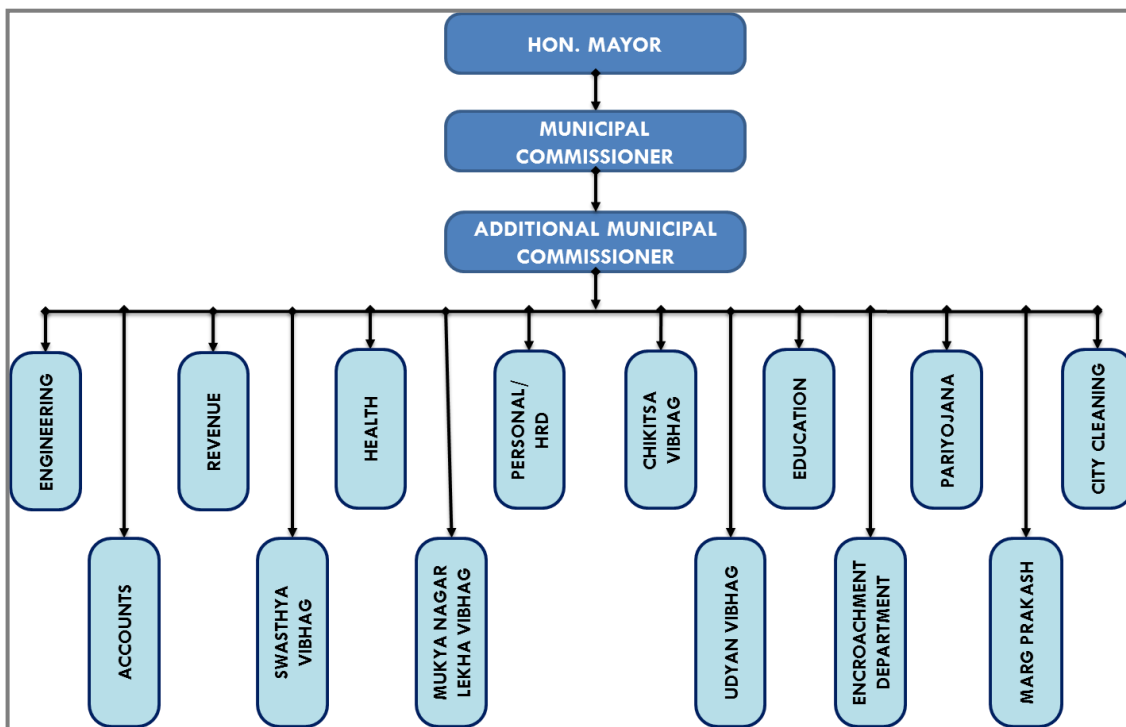 HON. MAYOR
MUNICIPAL
COMMISSIONER
ADDITIONAL MUNICIPAL
COMMISSIONER
ENGINEERING
REVENUE
HEALTH
PERSONAL/
HRD
CHIKITSA
VIBHAG
EDUCATION
PARIYOJANA
CITY CLEANING
ACCOUNTS
SWASTHYA
VIBHAG
MUKYA NAGAR
LEKHA VIBHAG
UDYAN VIBHAG
ENCROACHMENT
DEPARTMENT
MARG PRAKASH